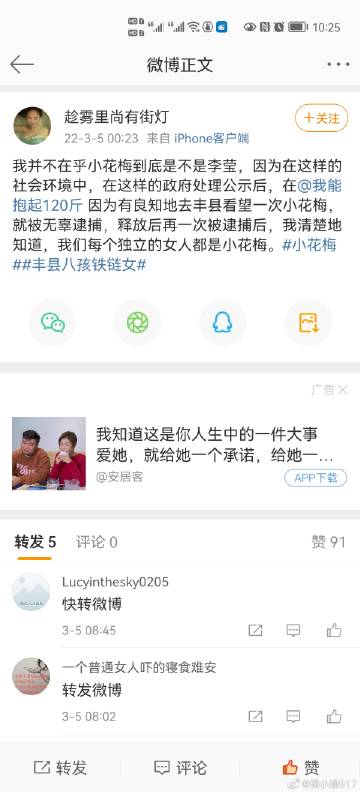 10:25
微博正文
趁雾里尚有街灯
22-3-5 00:23 来自 iPhone客户端
+关注
我并不在乎小花梅到底是不是李莹，因为在这样的
社会环境中，在这样的政府处理公示后，在@我能
抱起120斤 因为有良知地去丰县看望一次小花梅，
就被无辜逮捕，释放后再一次被逮捕后，我清楚地
知道，我们每个独立的女人都是小花梅。#小花梅
##丰县八孩铁链女#
广告
我知道这是你人生中的一件大事
爱她，就给她一个承诺，给她一...
@安居客
APP下载
转发 5 评论 0 赞 91
Lucyinthesky0205
快转微博
3-5 08:45
一个普通女人吓的寝食难安
转发微博
3-5 08:02
转发 评论 赞